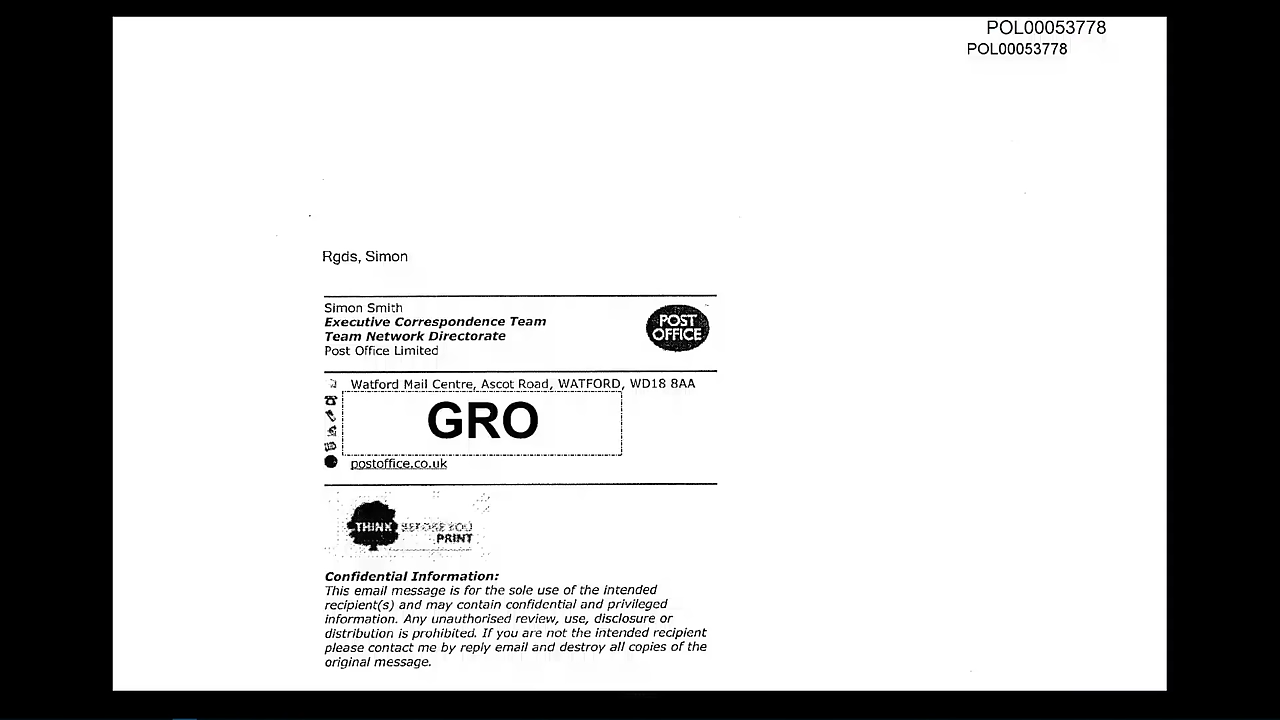 POL00053778
POL00053778
Rgds, Simon
Simon Smith
Executive Correspondence Team
Team Network Directorate
Post Office Limited
POST
OFFICE
Watford Mail Centre, Ascot Road, WATFORD, WD18 8AA
GRO
postoffice.co.uk
THINK BEFORE YOU
PRINT
Confidential Information:
This email message is for the sole use of the intended
recipient(s) and may contain confidential and privileged
information. Any unauthorised review, use, disclosure or
distribution is prohibited. If you are not the intended recipient
please contact me by reply email and destroy all copies of the
original message.